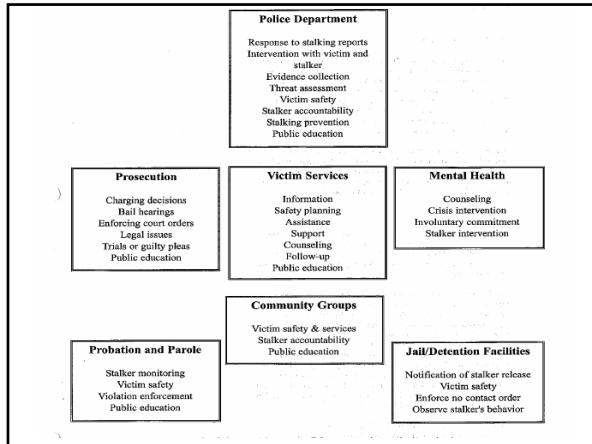 Police Department
Response to stalking reports
Intervention with victim and
stalker
Evidence collection
Threat assessment
Victim safety
Stalker accountability
Stalking prevention
Public education
Prosecution
Charging decisions
Bail hearings
Enforcing court orders
Legal issues
Trials or guilty pleas
Public education
Victim Services
Information
Safety planning
Assistance
Support
Counseling
Follow-up
Public education
Mental Health
Counseling
Crisis intervention
Involuntary commitment
Stalker intervention
Community Groups
Victim safety & services
Stalker accountability
Public education
Probation and Parole
Stalker monitoring
Victim safety
Violation enforcement
Public education
Jail/Detention Facilities
Notification of stalker release
Victim safety
Enforce no contact order
Observe stalker's behavior